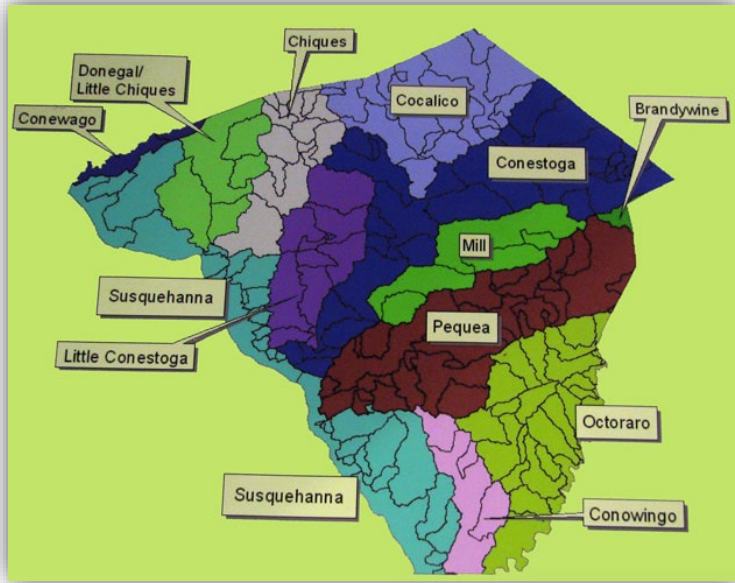 Chiques
Donegal/
Little Chiques
Cocalico
Brandywine
Conewago
Conestoga
Mill
Susquehanna
Pequea
Little Conestoga
Octoraro
Susquehanna
Conowingo